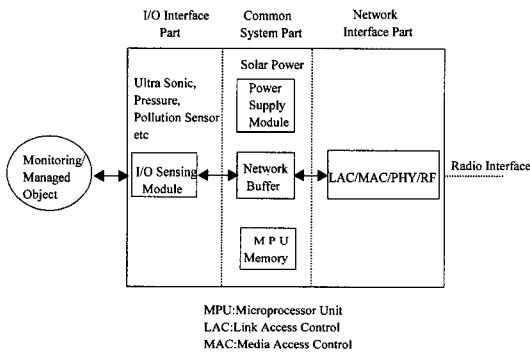 I/O Interface
Part
Common
System Part
Network
Interface Part
Solar Power
Ultra Sonic,
Pressure,
Pollution Sensor
etc
Power
Supply
Module
Monitoring/
Managed
Object
I/O Sensing
Module
Network
Buffer
LAC/MAC/PHY/RF
Radio Interface
M P U
Memory
MPU:Microprocessor Unit
LAC:Link Access Control
MAC:Media Access Control